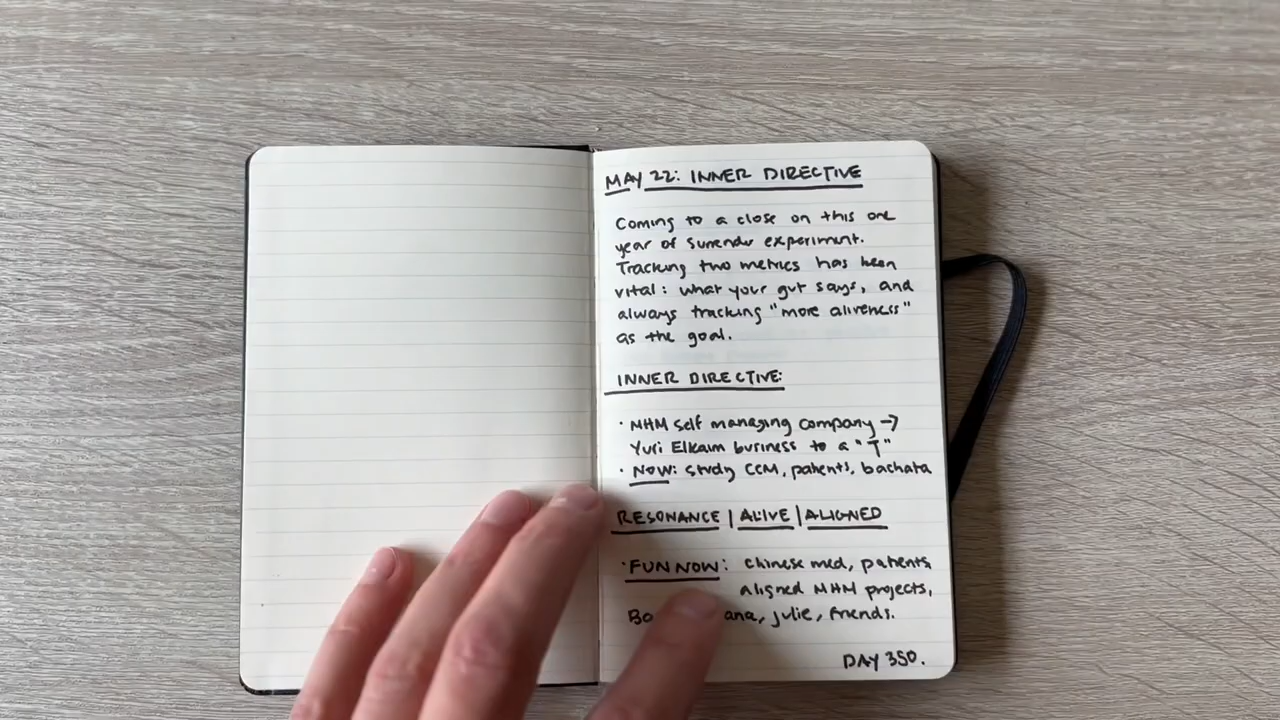 MAY 22: INNER DIRECTIVE
Coming to a close on this one
year of surrender experiment.
Tracking two metrics has been
vital: what your gut says, and
always tracking "more aliveness"
as the goal.
INNER DIRECTIVE:
· MHM self managing company →
Yuri Elkaim business to a "T"
· NOW: study CCM, patients, bachata
RESONANCE | ALIVE | ALIGNED
· FUN NOW: Chinese med, patients,
aligned MHM projects,
Julie, friends.
DAY 350.